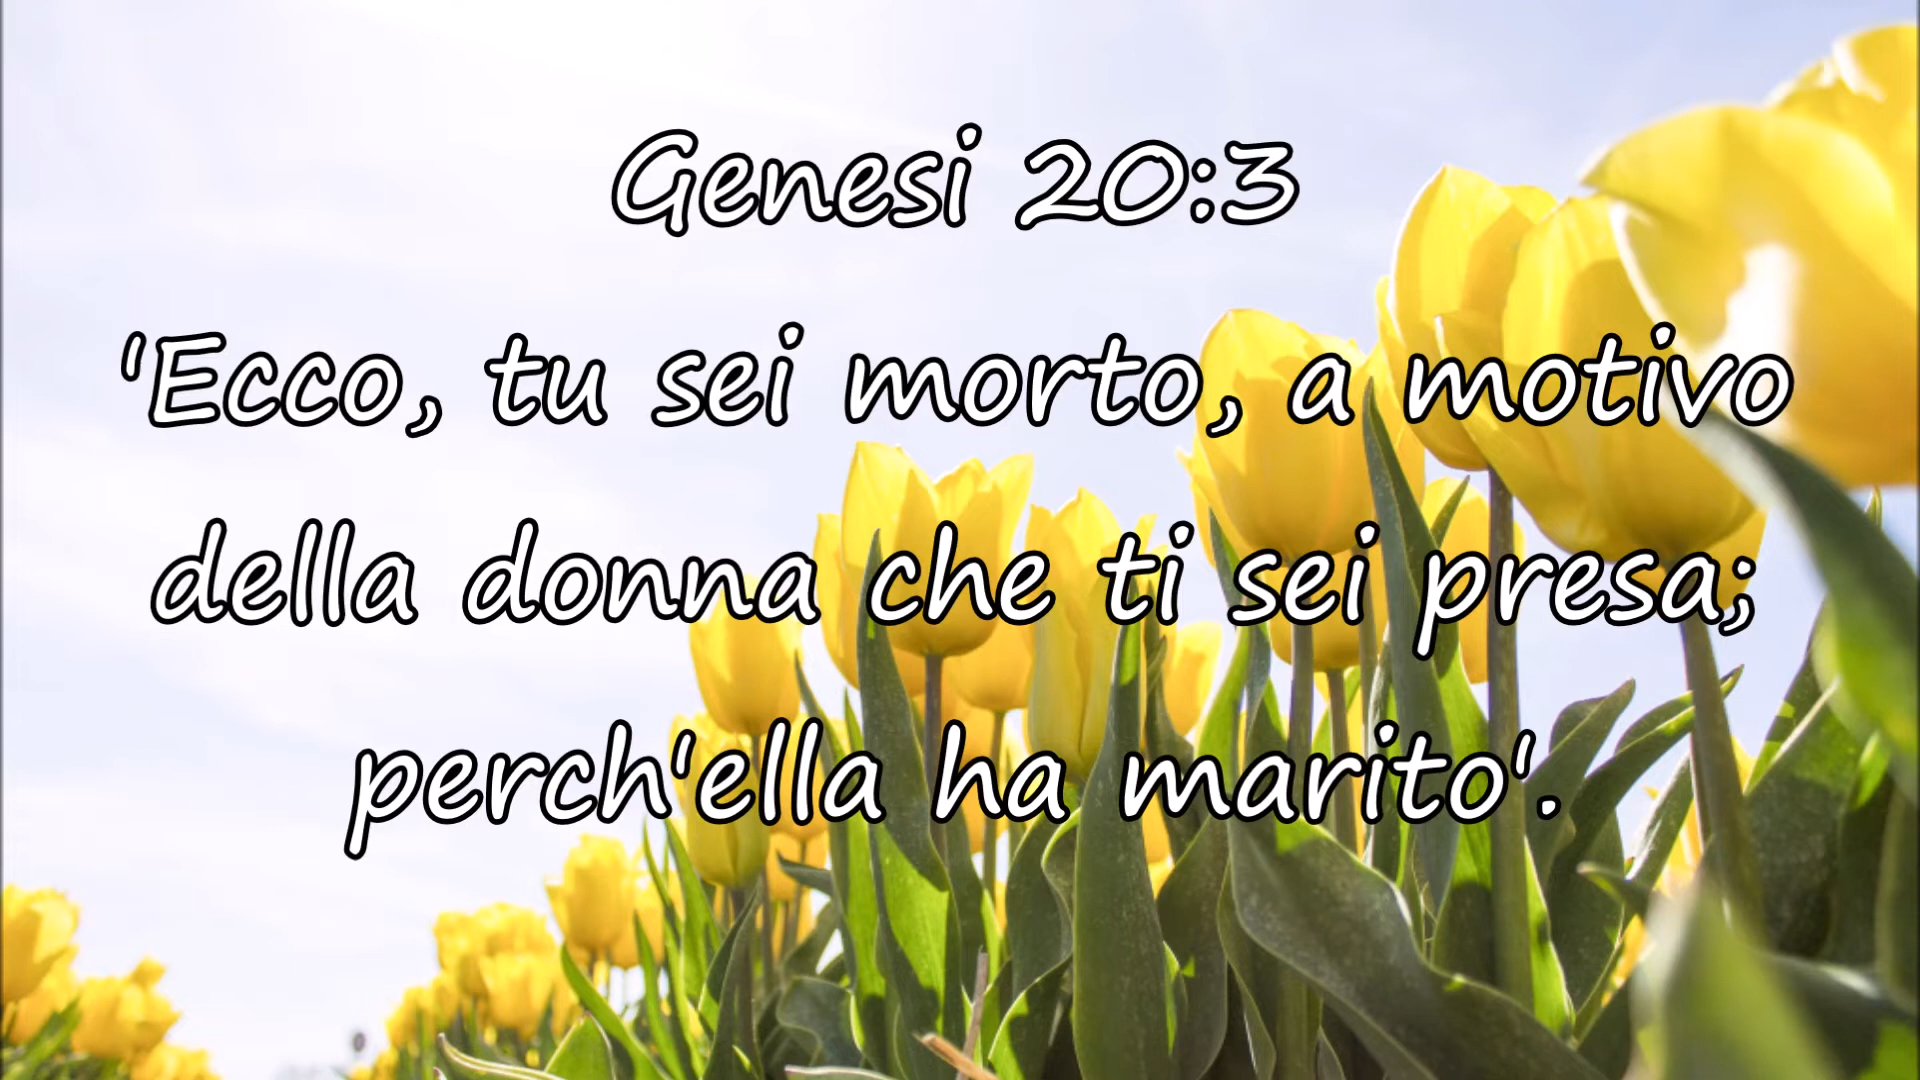 Genesi 20:3
'Ecco, tu sei morto, a motivo
della donna che ti sei presa;
perch'ella ha marito'.